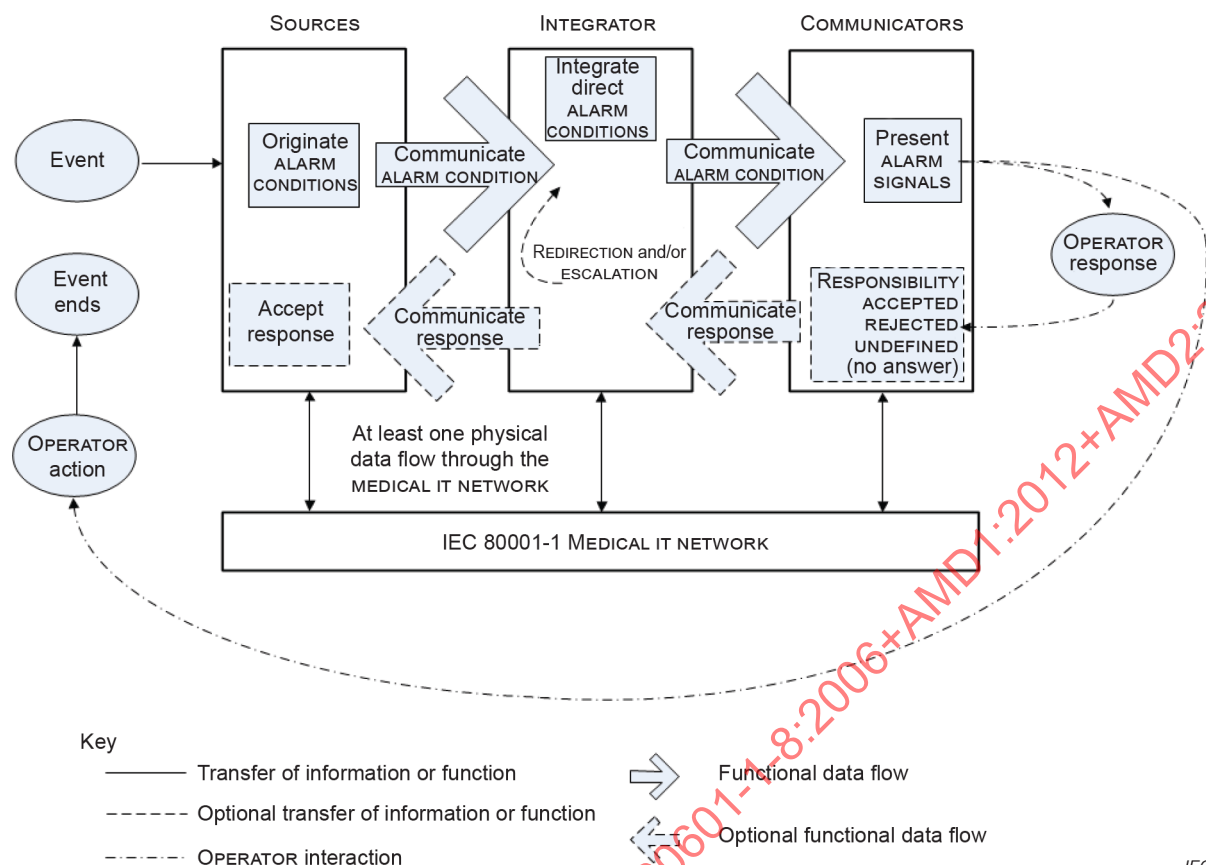 SOURCES
INTEGRATOR
COMMUNICATORS
Event
Originate
ALARM
CONDITIONS
Communicate
ALARM CONDITION
Integrate
direct
ALARM
CONDITIONS
Communicate
ALARM CONDITION
Present
ALARM
SIGNALS
OPERATOR
response
REDIRECTION and/or
ESCALATION
Event
ends
Accept
response
Communicate
response
Communicate
response
RESPONSIBILITY
ACCEPTED
REJECTED
UNDEFINED
(no answer)
OPERATOR
action
At least one physical
data flow through the
MEDICAL IT NETWORK
IEC 80001-1 MEDICAL IT NETWORK
Key
Transfer of information or function
Functional data flow
Optional transfer of information or function
Optional functional data flow
OPERATOR interaction
0601-1-8:2006+AMD1:2012+AMD2: